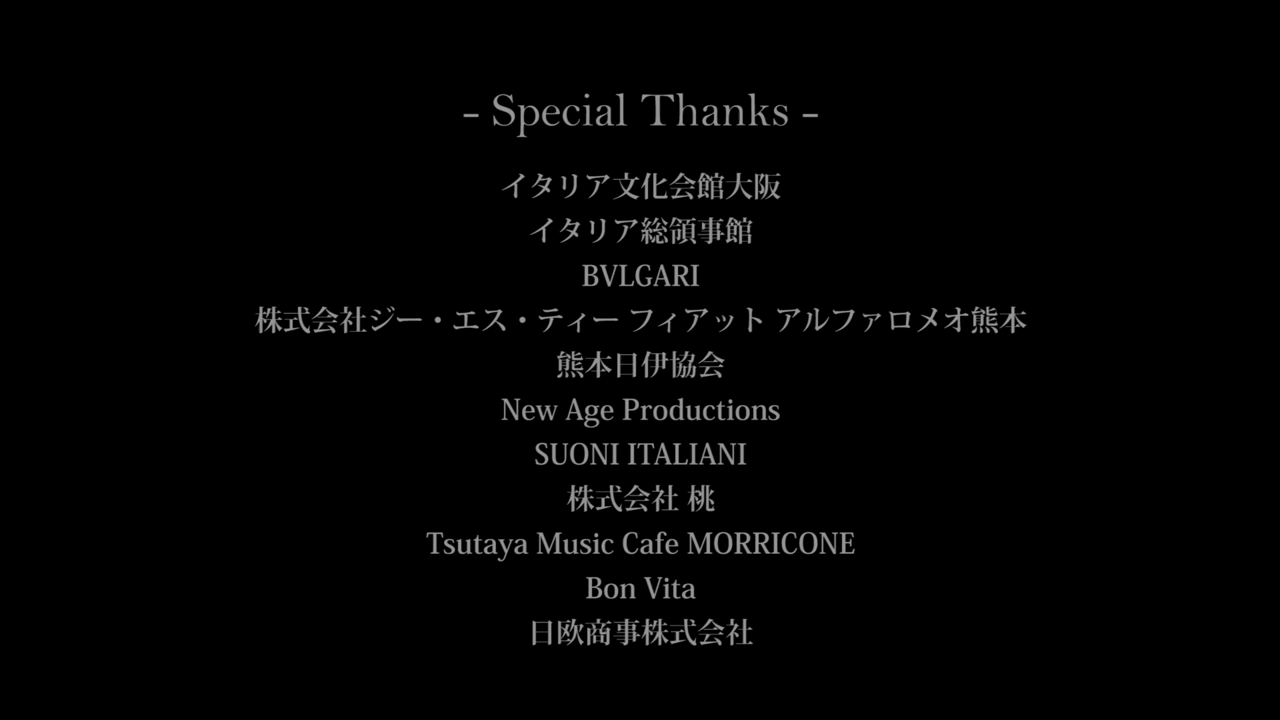 - Special Thanks -
イタリア文化会館大阪
イタリア総領事館
BVLGARI
株式会社ジー・エス・ティー フィアット アルファロメオ熊本
熊本日伊協会
New Age Productions
SUONI ITALIANI
株式会社 桃
Tsutaya Music Cafe MORRICONE
Bon Vita
日欧商事株式会社